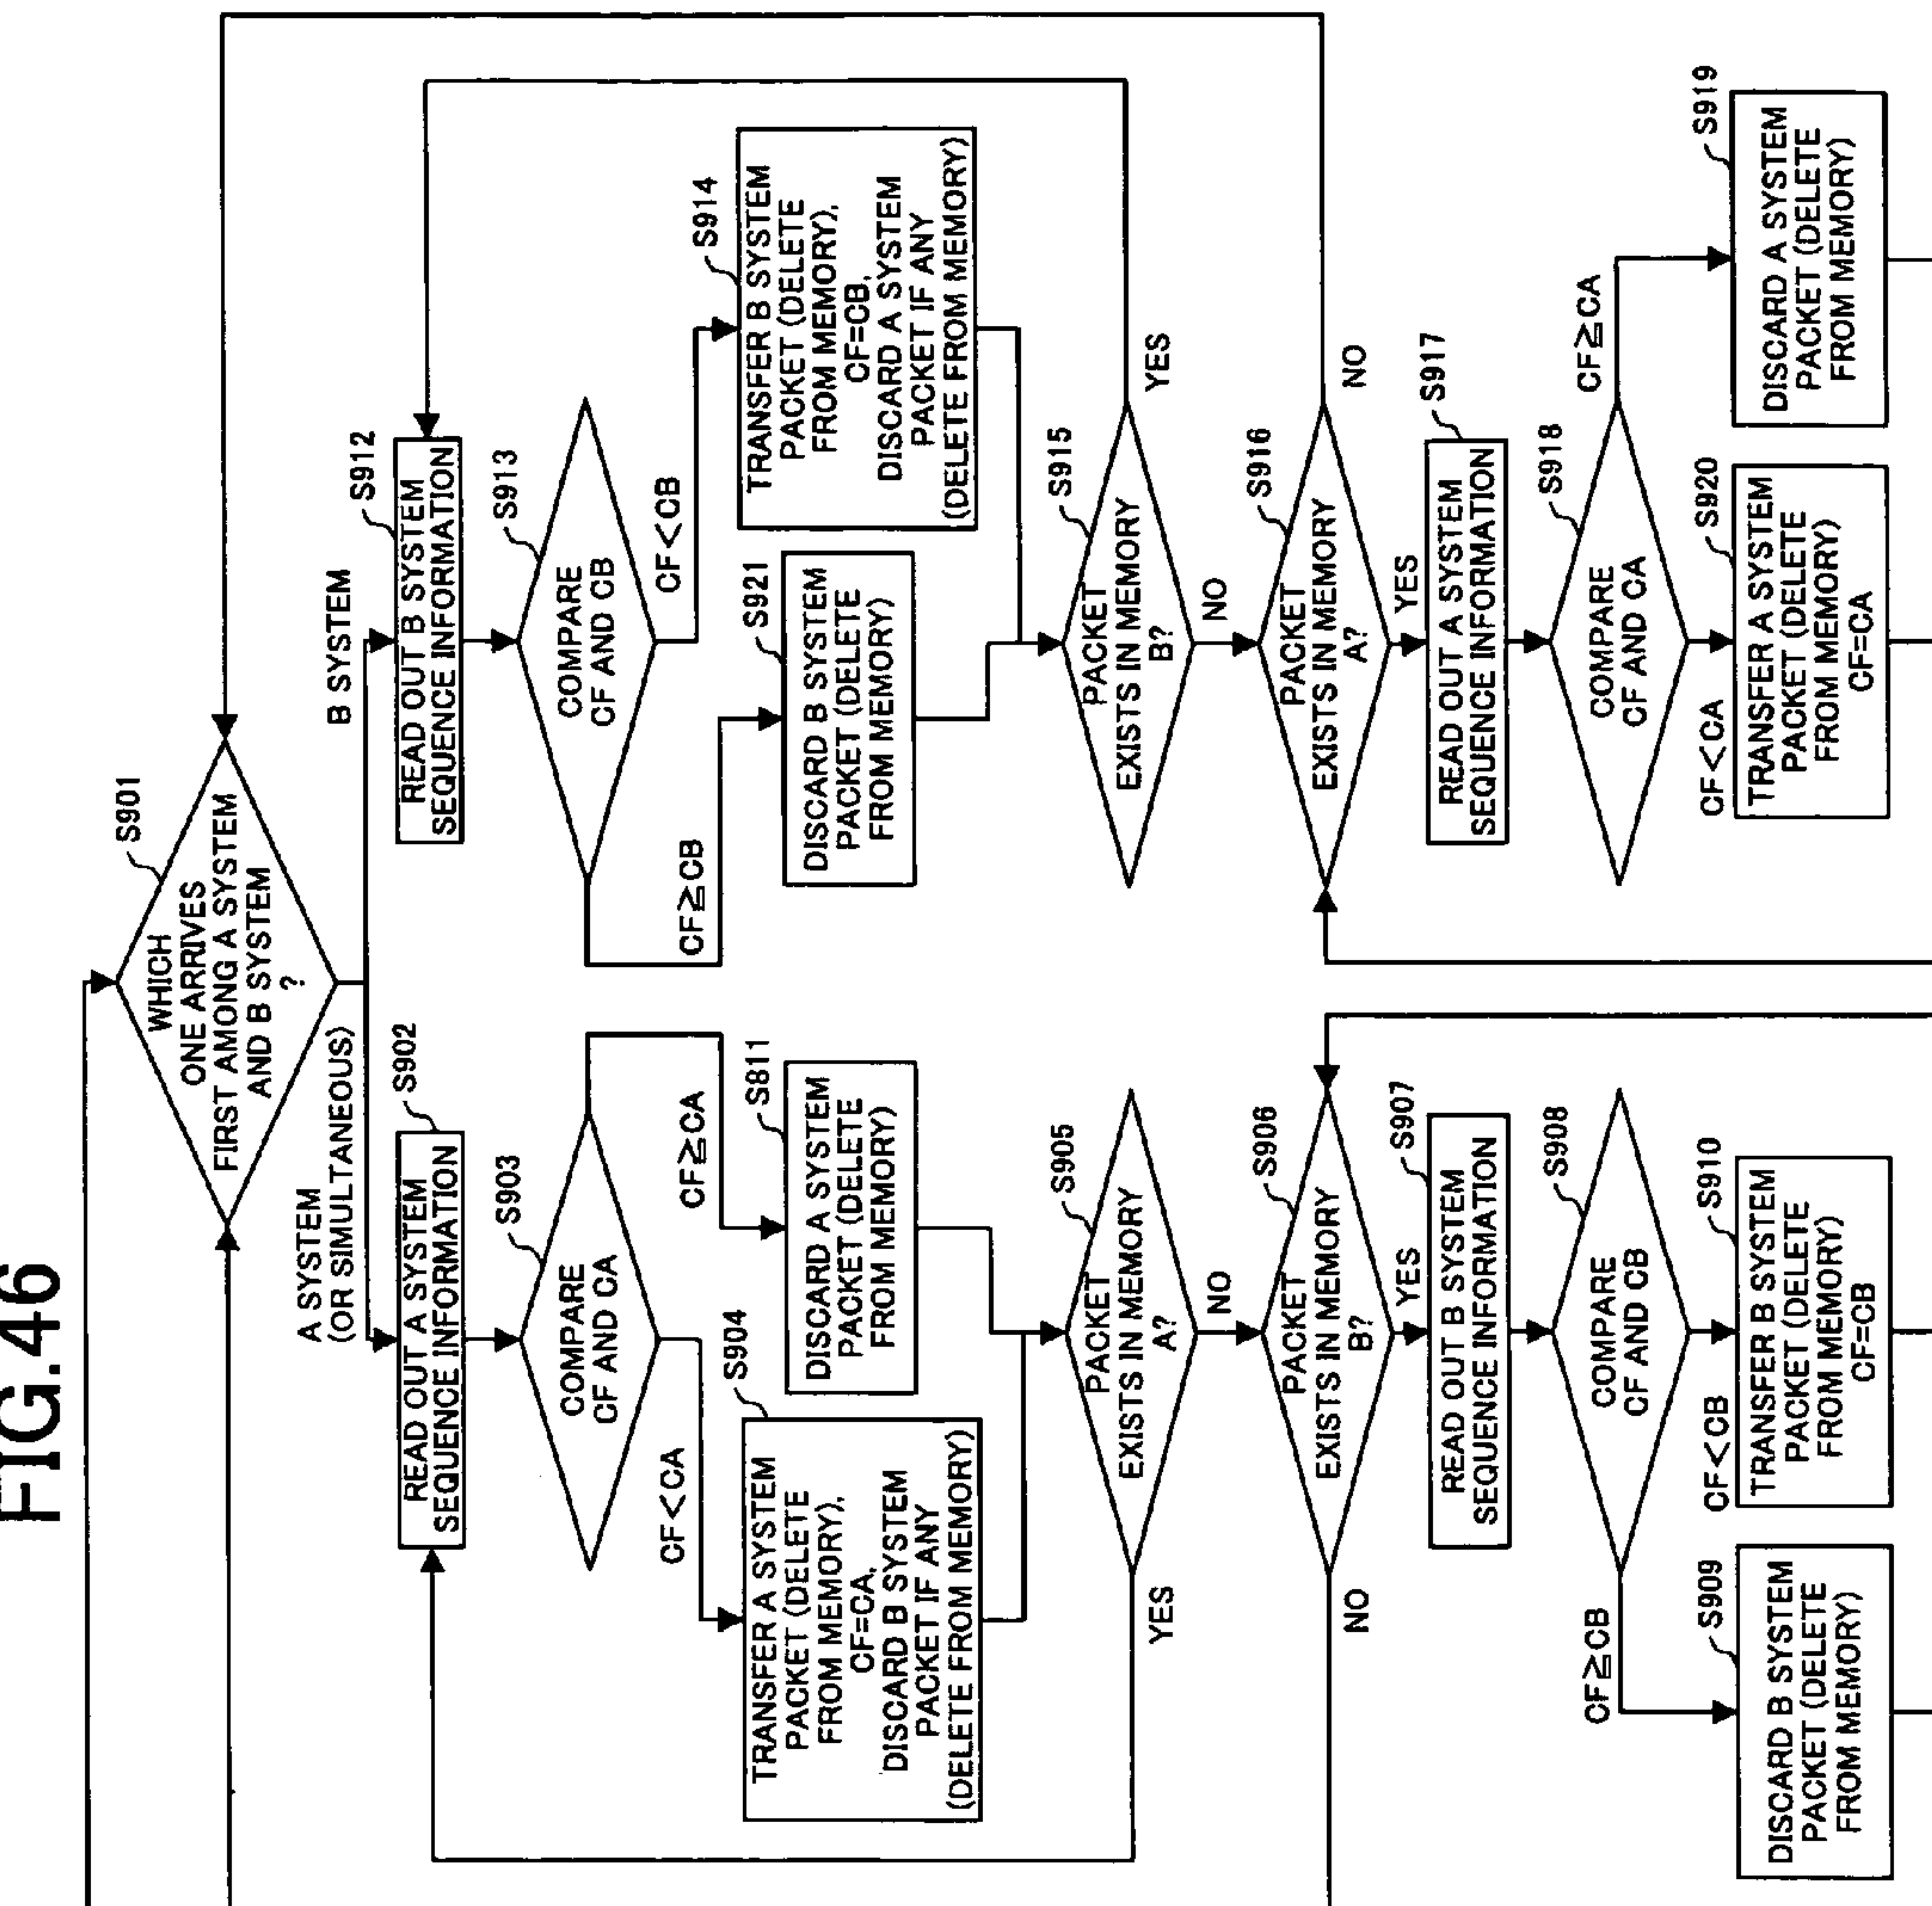 FIG.46
WHICH
ONE ARRIVES
FIRST AMONG A SYSTEM
AND B SYSTEM
?
S901
A SYSTEM
(OR SIMULTANEOUS)
B SYSTEM
S902
READ OUT A SYSTEM
SEQUENCE INFORMATION
S903
COMPARE
CF AND CA
CF<CA
CF≧CA
S904
TRANSFER A SYSTEM
PACKET (DELETE
FROM MEMORY),
CF=CA,
DISCARD B SYSTEM
PACKET IF ANY
(DELETE FROM MEMORY)
S811
DISCARD A SYSTEM
PACKET (DELETE
FROM MEMORY)
S905
PACKET
EXISTS IN MEMORY
A?
YES
NO
S906
PACKET
EXISTS IN MEMORY
B?
NO
YES
S907
READ OUT B SYSTEM
SEQUENCE INFORMATION
S908
COMPARE
CF AND CB
CF≧CB
CF<CB
S909
DISCARD B SYSTEM
PACKET (DELETE
FROM MEMORY)
S910
TRANSFER B SYSTEM
PACKET (DELETE
FROM MEMORY)
CF=CB
S912
READ OUT B SYSTEM
SEQUENCE INFORMATION
S913
COMPARE
CF AND CB
CF≧CB
CF<CB
S921
DISCARD B SYSTEM
PACKET (DELETE
FROM MEMORY)
S914
TRANSFER B SYSTEM
PACKET (DELETE
FROM MEMORY),
CF=CB,
DISCARD A SYSTEM
PACKET IF ANY
(DELETE FROM MEMORY)
S915
PACKET
EXISTS IN MEMORY
B?
YES
NO
S916
PACKET
EXISTS IN MEMORY
A?
NO
YES
S917
READ OUT A SYSTEM
SEQUENCE INFORMATION
S918
COMPARE
CF AND CA
CF<CA
CF≧CA
S920
TRANSFER A SYSTEM
PACKET (DELETE
FROM MEMORY)
CF=CA
S919
DISCARD A SYSTEM
PACKET (DELETE
FROM MEMORY)